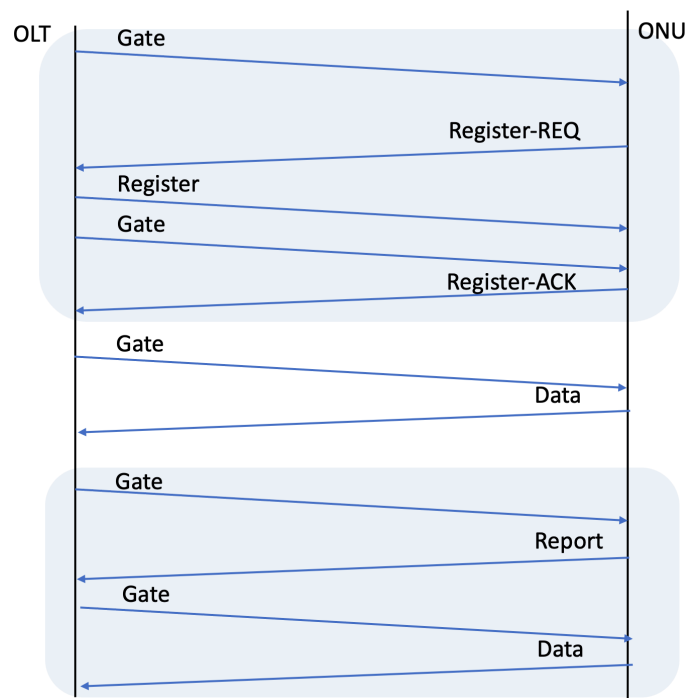 OLT
ONU
Gate
Register-REQ
Register
Gate
Register-ACK
Gate
Data
Gate
Report
Gate
Data